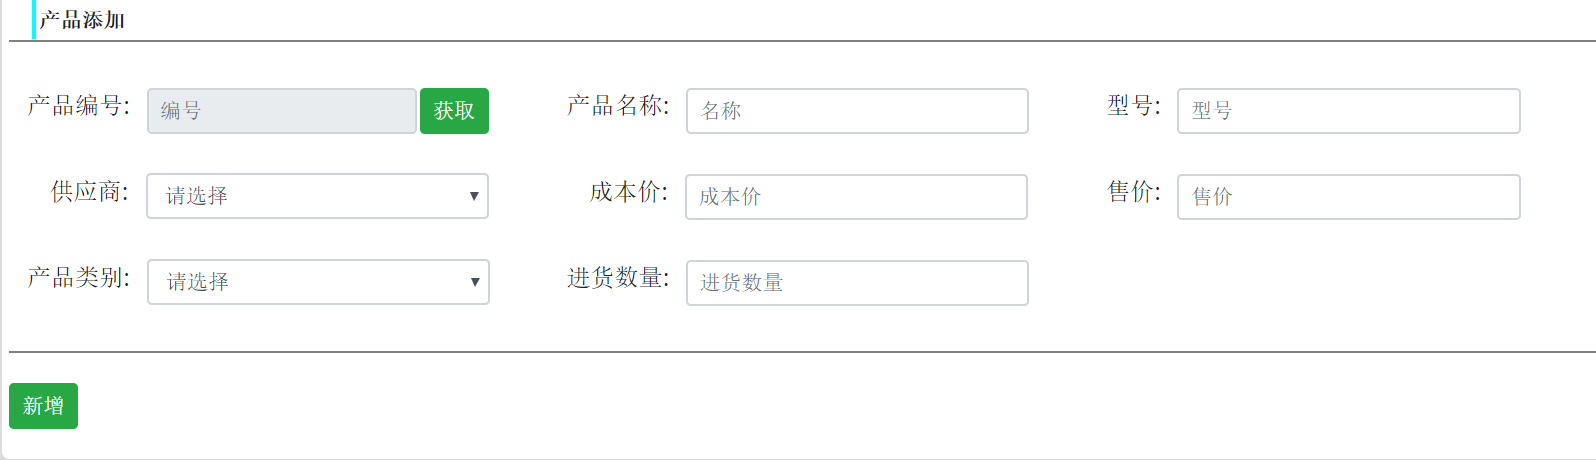 产品添加
产品编号: 编号 获取 产品名称: 名称 型号: 型号
供应商: 请选择 成本价: 成本价 售价: 售价
产品类别: 请选择 进货数量: 进货数量
新增